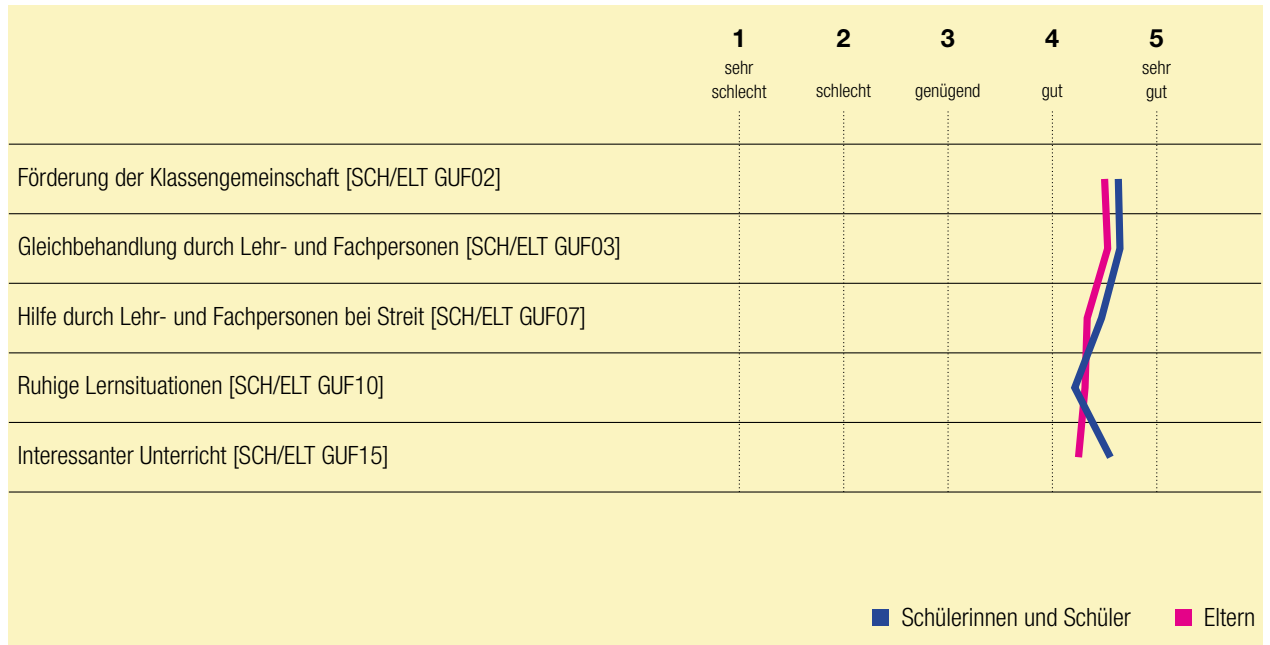 1 2 3 4 5
sehr sehr
schlecht schlecht genügend gut gut
Förderung der Klassengemeinschaft [SCH/ELT GUF02]
Gleichbehandlung durch Lehr- und Fachpersonen [SCH/ELT GUF03]
Hilfe durch Lehr- und Fachpersonen bei Streit [SCH/ELT GUF07]
Ruhige Lernsituationen [SCH/ELT GUF10]
Interessanter Unterricht [SCH/ELT GUF15]
Schülerinnen und Schüler Eltern